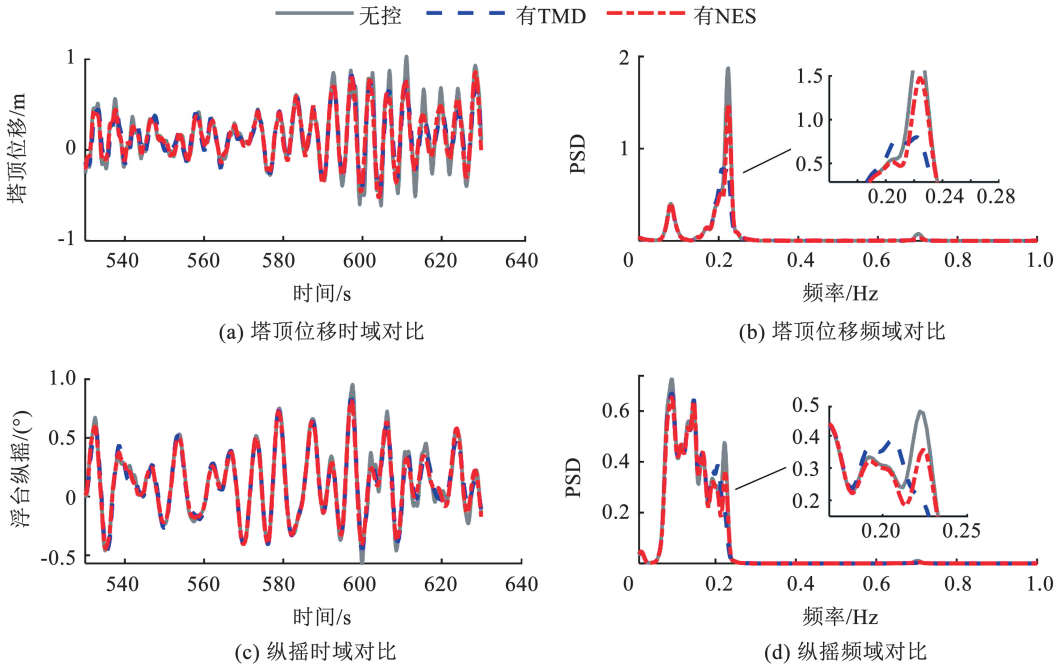 无控 有TMD 有NES
塔顶位移/m
1
0
-1
540 560 580 600 620 640
时间/s
(a) 塔顶位移时域对比
PSD
2
1
0 0.2 0.4 0.6 0.8 1.0
频率/Hz
1.5
1.0
0.5
0.20 0.24 0.28
(b) 塔顶位移频域对比
浮台纵摇/(°)
1.0
0.5
0
-0.5
540 560 580 600 620 640
时间/s
(c) 纵摇时域对比
PSD
0.6
0.4
0.2
0 0.2 0.4 0.6 0.8 1.0
频率/Hz
0.5
0.4
0.3
0.2
0.20 0.25
(d) 纵摇频域对比